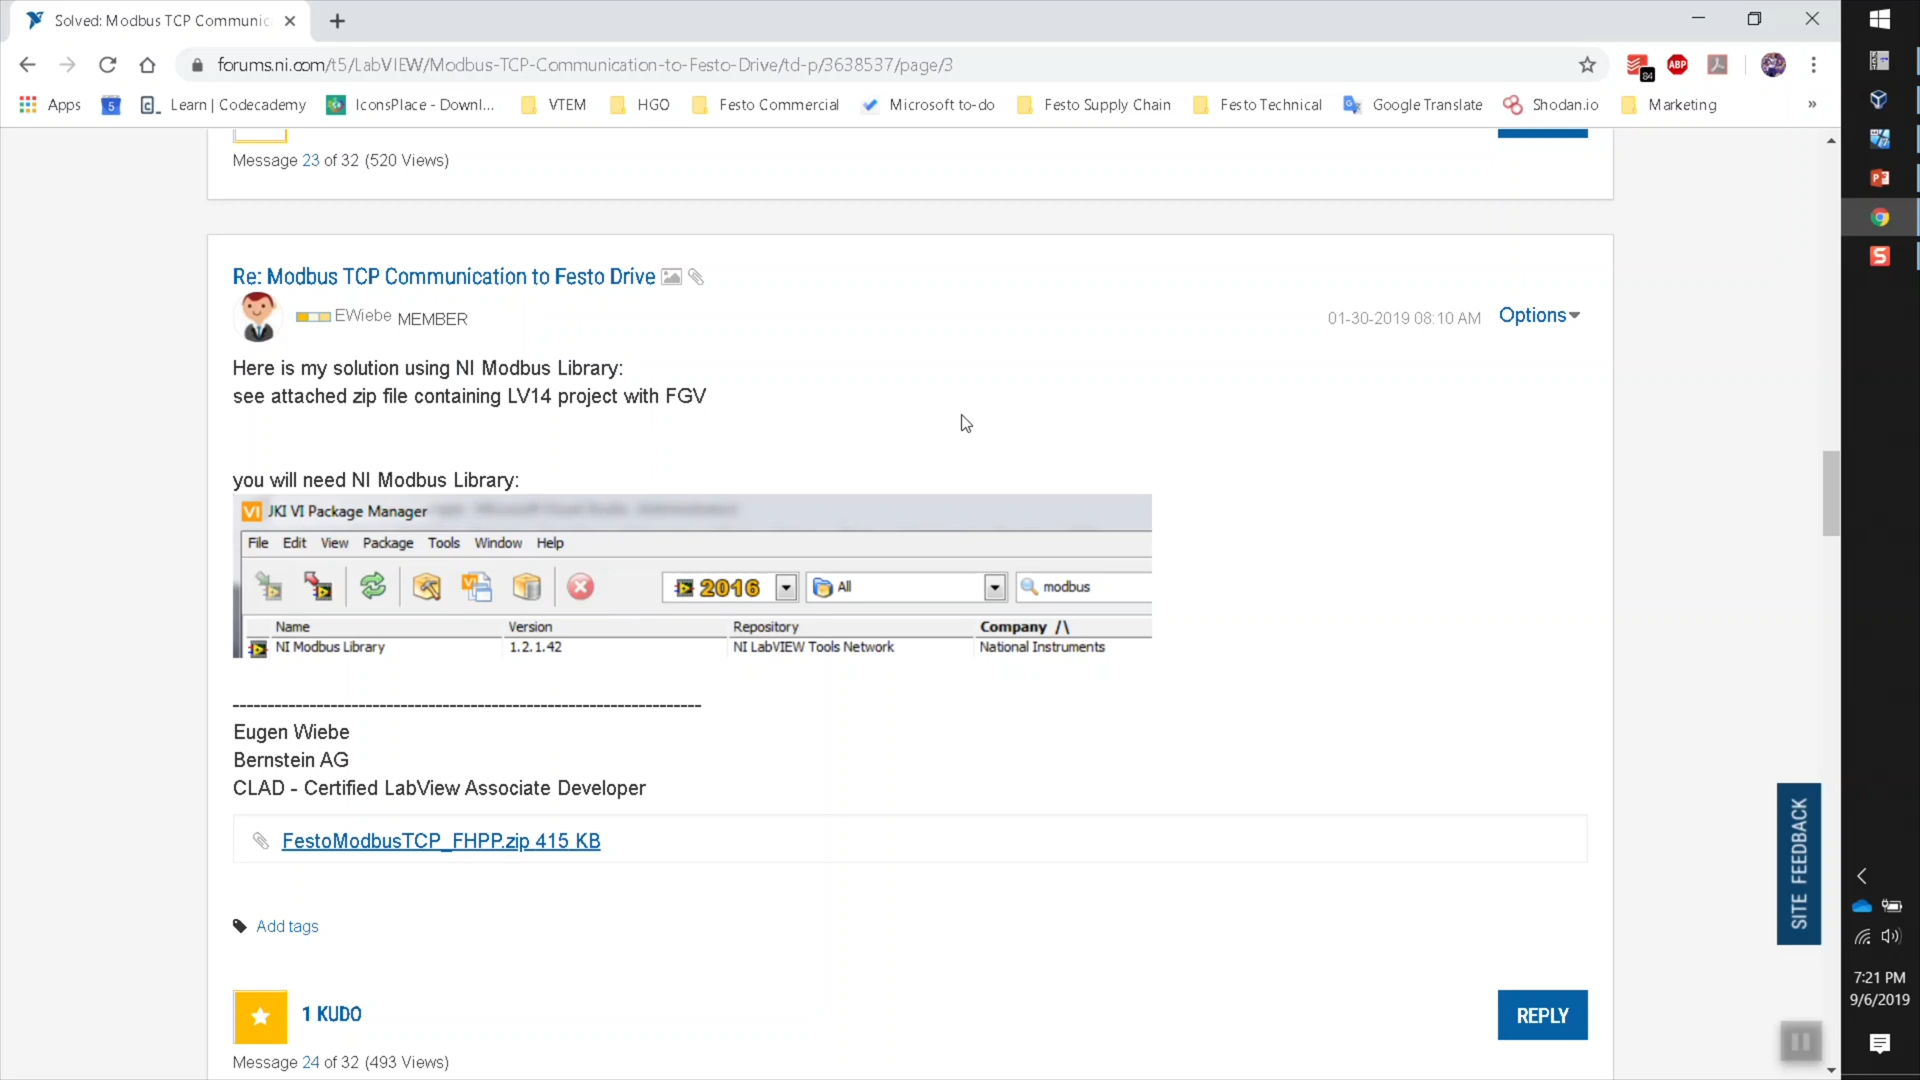 Solved: Modbus TCP Communic
forums.ni.com/t5/LabVIEW/Modbus-TCP-Communication-to-Festo-Drive/td-p/3638537/page/3
84
ABP
Apps
5
Learn | Codecademy
IconsPlace - Downl...
VTEM
HGO
Festo Commercial
Microsoft to-do
Festo Supply Chain
Festo Technical
Google Translate
Shodan.io
Marketing
»
Message 23 of 32 (520 Views)
Re: Modbus TCP Communication to Festo Drive
EWiebe MEMBER
01-30-2019 08:10 AM
Options
Here is my solution using NI Modbus Library:
see attached zip file containing LV14 project with FGV
you will need NI Modbus Library:
VI JKI VI Package Manager
File Edit View Package Tools Window Help
2016
All
modbus
Name Version Repository Company /\
NI Modbus Library 1.2.1.42 NI LabVIEW Tools Network National Instruments
-------------------------------------------------------------------
Eugen Wiebe
Bernstein AG
CLAD - Certified LabView Associate Developer
FestoModbusTCP_FHPP.zip 415 KB
Add tags
1 KUDO
REPLY
Message 24 of 32 (493 Views)
SITE FEEDBACK
7:21 PM
9/6/2019